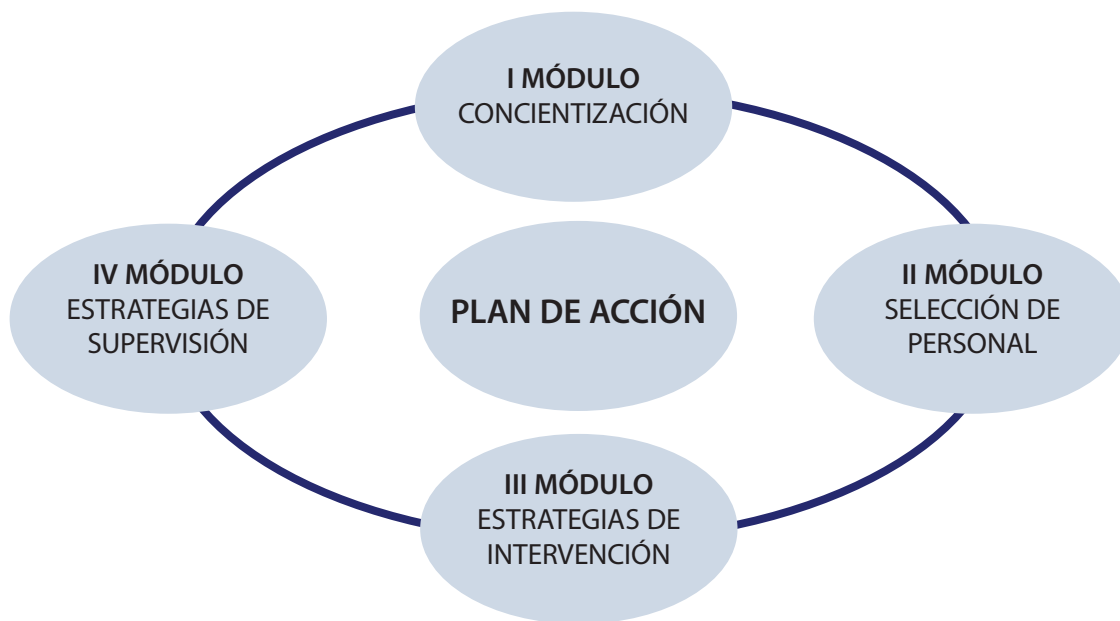 I MÓDULO
CONCIENTIZACIÓN
IV MÓDULO
ESTRATEGIAS DE
SUPERVISIÓN
PLAN DE ACCIÓN
II MÓDULO
SELECCIÓN DE
PERSONAL
III MÓDULO
ESTRATEGIAS DE
INTERVENCIÓN